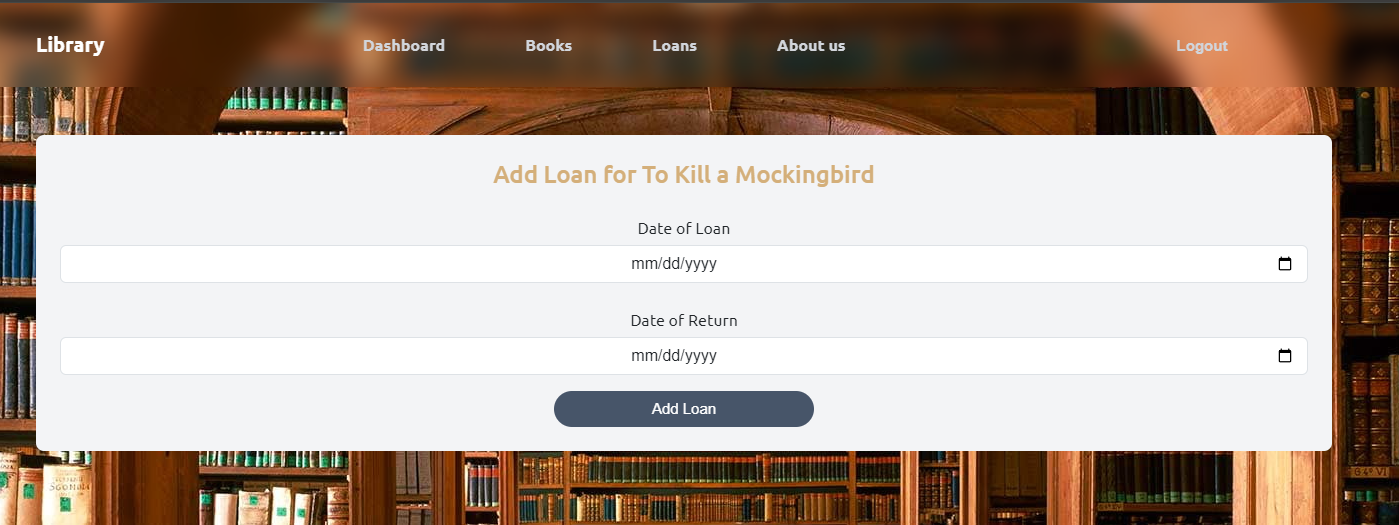 Library Dashboard Books Loans About us Logout
Add Loan for To Kill a Mockingbird
Date of Loan
mm/dd/yyyy
Date of Return
mm/dd/yyyy
Add Loan